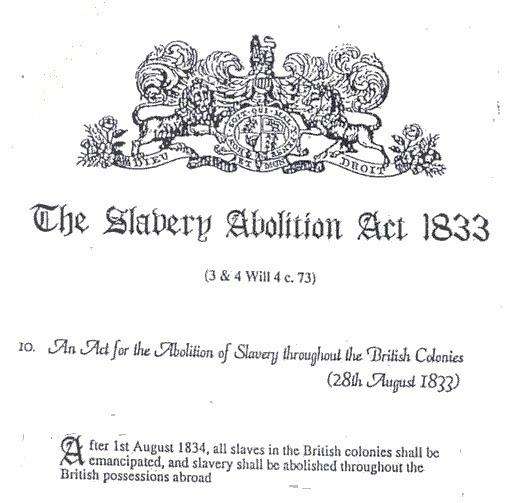 DIEU ET MON DROIT
The Slavery Abolition Act 1833
(3 & 4 Will 4 c. 73)
10. An Act for the Abolition of Slavery throughout the British Colonies
(28th August 1833)
After 1st August 1834, all slaves in the British colonies shall be
emancipated, and slavery shall be abolished throughout the
British possessions abroad